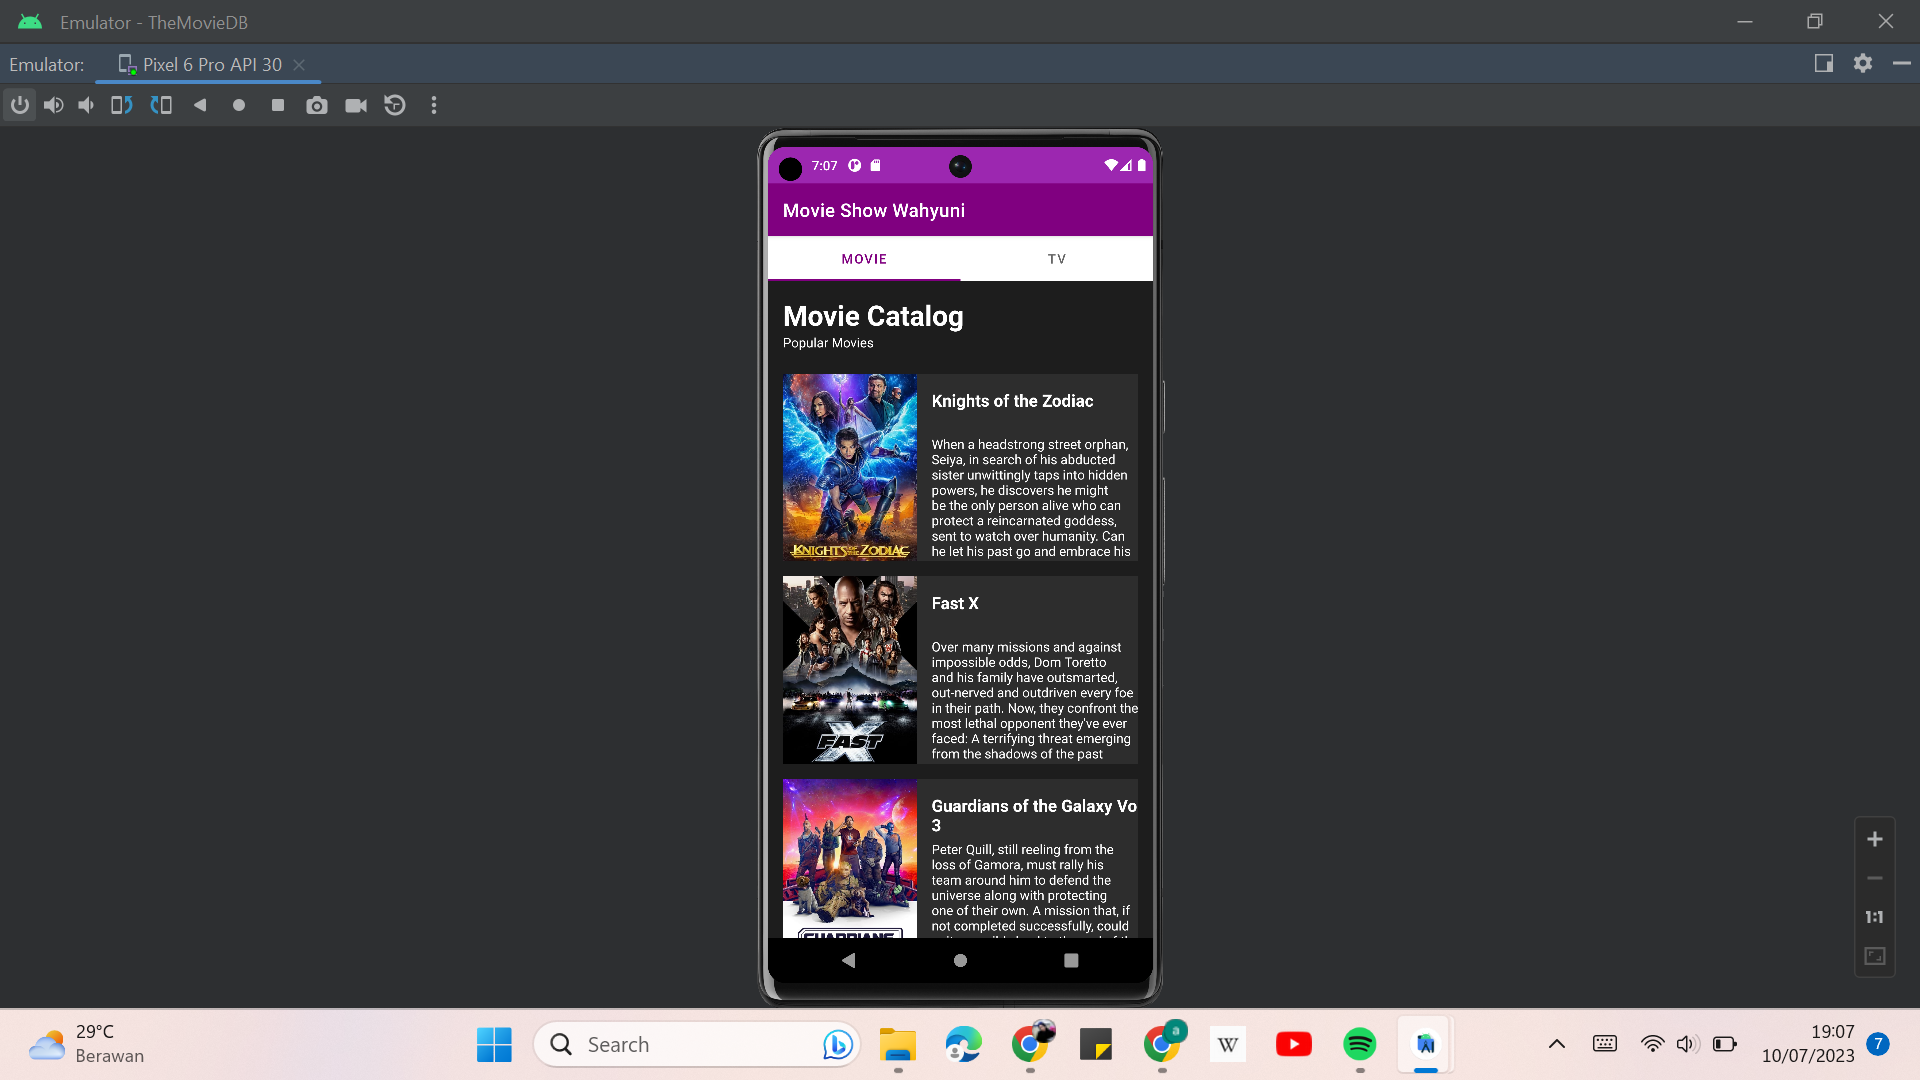 Emulator - TheMovieDB
Emulator:
Pixel 6 Pro API 30
7:07
Movie Show Wahyuni
MOVIE
TV
Movie Catalog
Popular Movies
KNIGHTS OF THE ZODIAC
Knights of the Zodiac
When a headstrong street orphan,
Seiya, in search of his abducted
sister unwittingly taps into hidden
powers, he discovers he might
be the only person alive who can
protect a reincarnated goddess,
sent to watch over humanity. Can
he let his past go and embrace his
FAST X
Fast X
Over many missions and against
impossible odds, Dom Toretto
and his family have outsmarted,
out-nerved and outdriven every foe
in their path. Now, they confront the
most lethal opponent they've ever
faced: A terrifying threat emerging
from the shadows of the past
GUARDIANS
Guardians of the Galaxy Vo
3
Peter Quill, still reeling from the
loss of Gamora, must rally his
team around him to defend the
universe along with protecting
one of their own. A mission that, if
not completed successfully, could
1:1
29°C
Berawan
Search
a
W
AI
19:07
10/07/2023
7